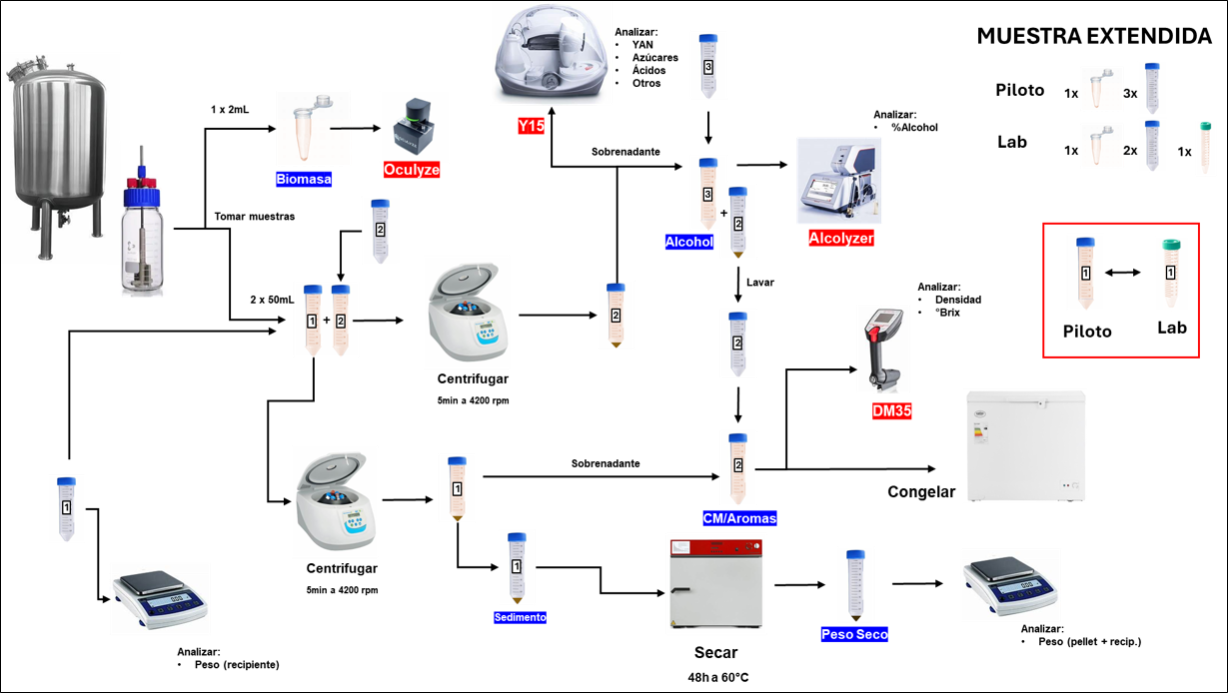 MUESTRA EXTENDIDA
Piloto
1x
3x
Lab
1x
2x
1x
1
Piloto
1
Lab
Analizar:
• YAN
• Azúcares
• Ácidos
• Otros
Y15
3
1 x 2mL
Biomasa
Oculyze
Tomar muestras
2
2 x 50mL
1
+
2
Centrifugar
5min a 4200 rpm
2
Sobrenadante
3
+
2
Alcohol
Analizar:
• %Alcohol
Alcolyzer
Lavar
2
Analizar:
• Densidad
• °Brix
DM35
1
Analizar:
• Peso (recipiente)
Centrifugar
5min a 4200 rpm
1
Sobrenadante
2
CM/Aromas
Congelar
1
Sedimento
Secar
48h a 60°C
Peso Seco
Analizar:
• Peso (pellet + recip.)